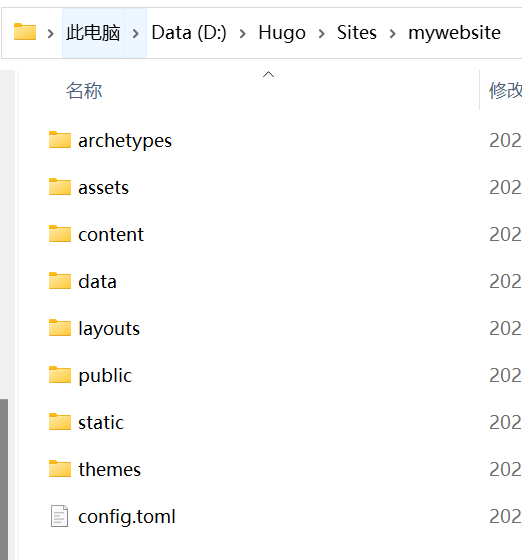 此电脑 Data (D:) Hugo Sites mywebsite
名称 修改
archetypes 202
assets 202
content 202
data 202
layouts 202
public 202
static 202
themes 202
config.toml 202